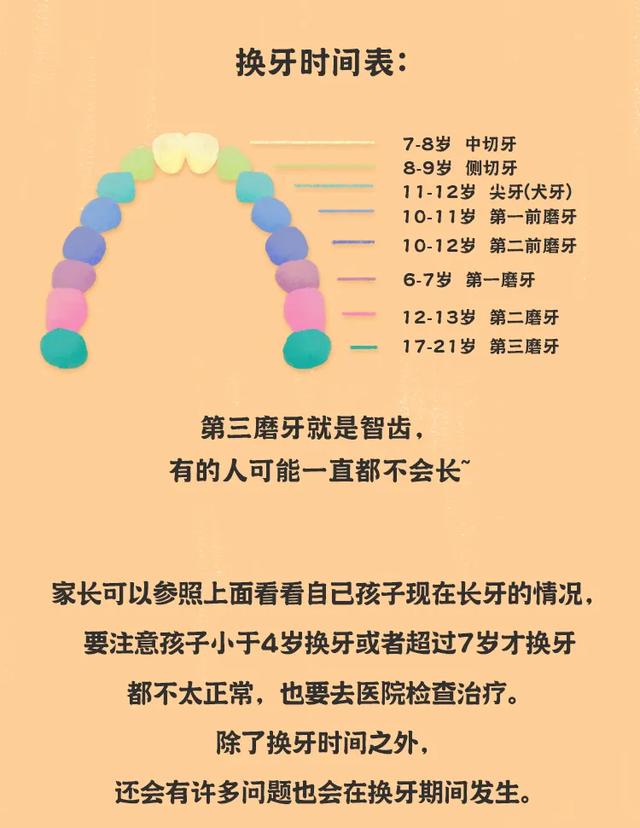 换牙时间表：
7-8岁 中切牙
8-9岁 侧切牙
11-12岁 尖牙(犬牙)
10-11岁 第一前磨牙
10-12岁 第二前磨牙
6-7岁 第一磨牙
12-13岁 第二磨牙
17-21岁 第三磨牙
第三磨牙就是智齿，
有的人可能一直都不会长~
家长可以参照上面看看自己孩子现在长牙的情况，
要注意孩子小于4岁换牙或者超过7岁才换牙
都不太正常，也要去医院检查治疗。
除了换牙时间之外，
还会有许多问题也会在换牙期间发生。